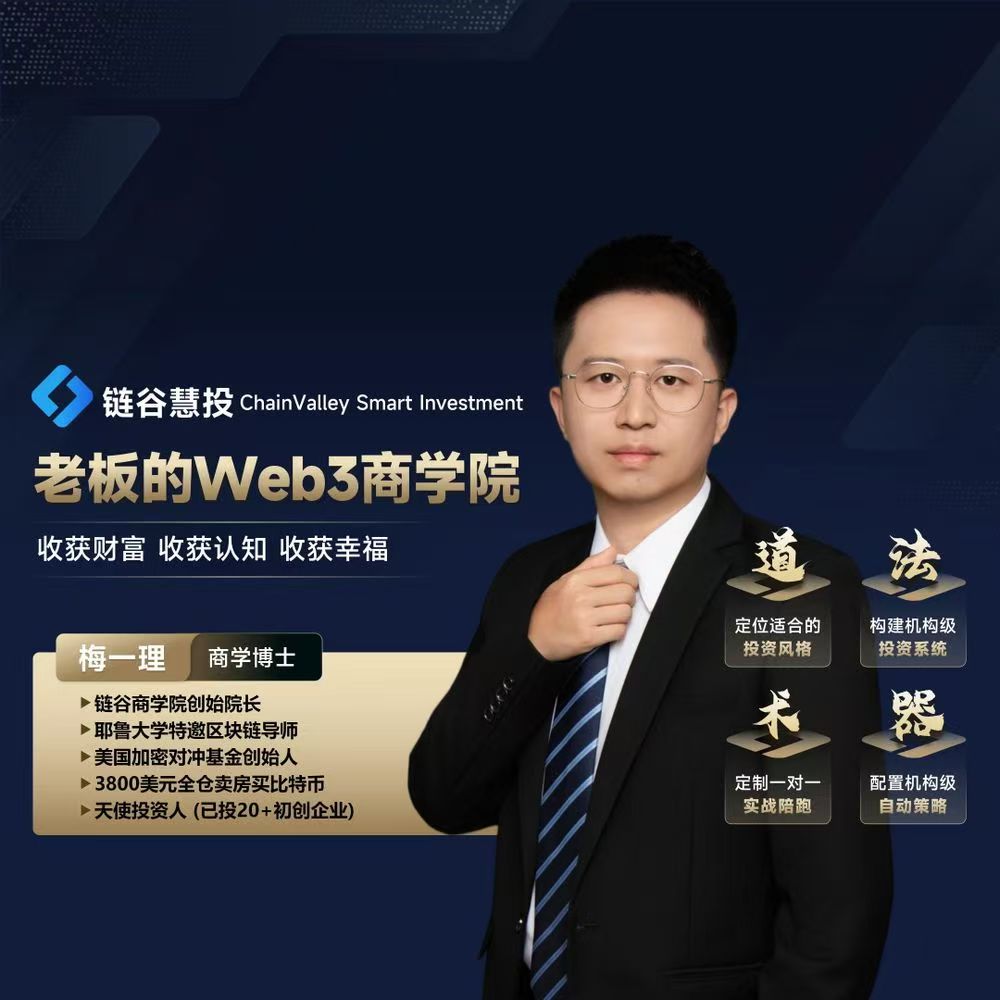 链谷慧投 ChainValley Smart Investment
老板的Web3商学院
收获财富 收获认知 收获幸福
梅一理 商学博士
链谷商学院创始院长
耶鲁大学特邀区块链导师
美国加密对冲基金创始人
3800美元全仓卖房买比特币
天使投资人 (已投20+初创企业)
道
定位适合的
投资风格
法
构建机构级
投资系统
术
定制一对一
实战陪跑
器
配置机构级
自动策略